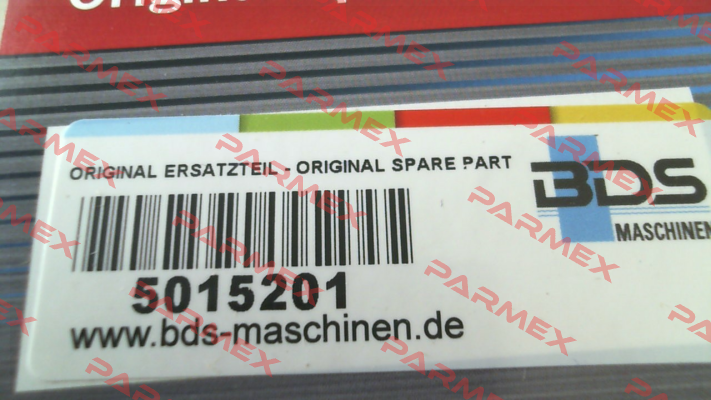 ORIGINAL ERSATZTEIL - ORIGINAL SPARE PART
BDS
MASCHINEN
5015201
www.bds-maschinen.de
PARMEX